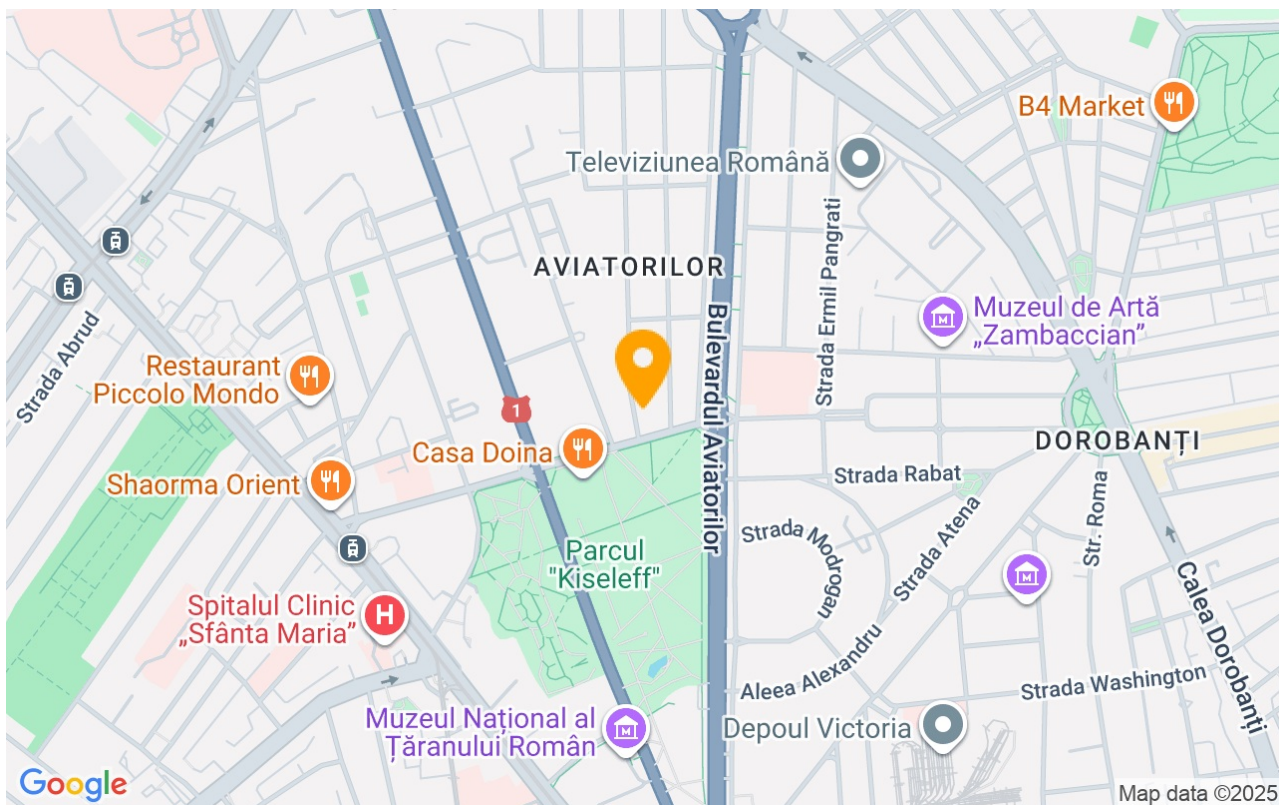 B4 Market
Televiziunea Română
AVIATORILOR
Strada Ermil Pangrati
Bulevardul Aviatorilor
Muzeul de Artă
„Zambaccian”
Strada Abrud
Restaurant
Piccolo Mondo
1
Casa Doina
DOROBANȚI
Shaorma Orient
Strada Rabat
Strada Atena
Str. Roma
Strada Modrogan
Parcul
"Kiseleff"
Calea Dorobanți
Spitalul Clinic
„Sfânta Maria”
H
Aleea Alexandru
Strada Washington
Muzeul Național al
Țăranului Român
Depoul Victoria
Google
Map data ©2025